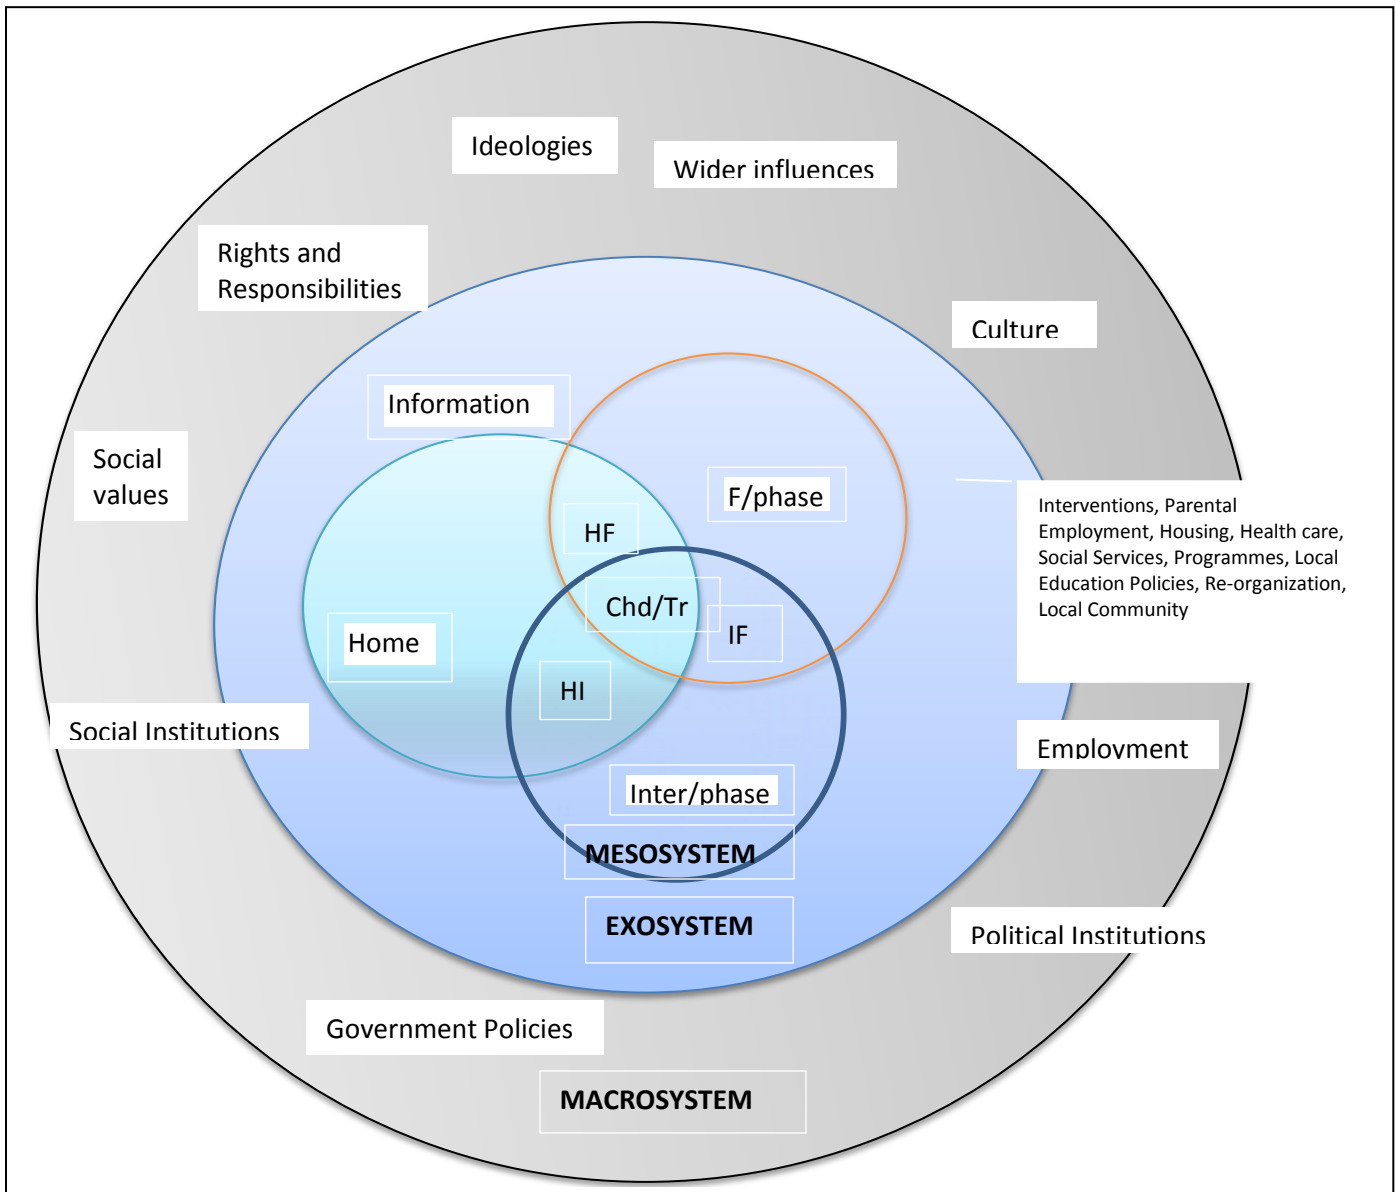 Ideologies
Wider influences
Rights and
Responsibilities
Culture
Information
Social
values
F/phase
Interventions, Parental
Employment, Housing, Health care,
Social Services, Programmes, Local
Education Policies, Re-organization,
Local Community
HF
Chd/Tr
IF
Home
HI
Social Institutions
Employment
Inter/phase
MESOSYSTEM
EXOSYSTEM
Political Institutions
Government Policies
MACROSYSTEM